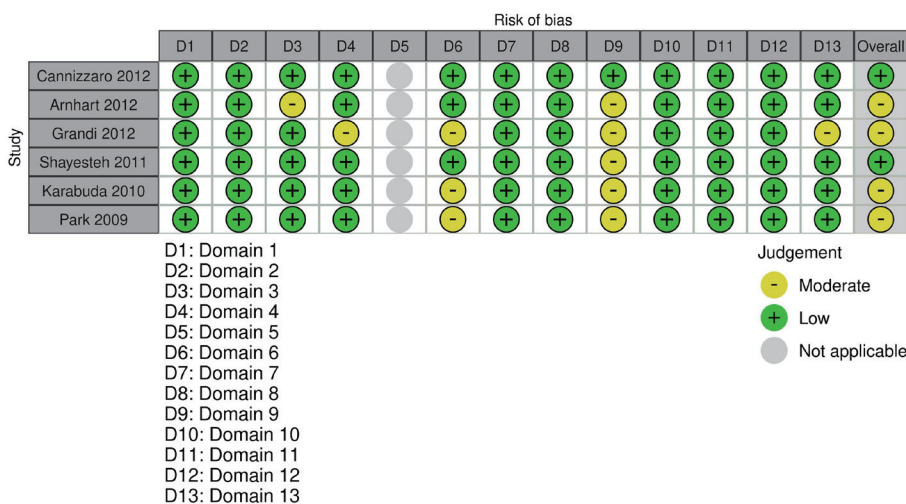 Risk of bias
D1 D2 D3 D4 D5 D6 D7 D8 D9 D10 D11 D12 D13 Overall
Study
Cannizzaro 2012 + + + + + + + + + + + + +
Arnhart 2012 + + - + + + + - + + + + -
Grandi 2012 + + + - - + + - + + + - -
Shayesteh 2011 + + + + + + + - + + + + +
Karabuda 2010 + + + + - + + - + + + + -
Park 2009 + + + + - + + - + + + + -
D1: Domain 1
D2: Domain 2
D3: Domain 3
D4: Domain 4
D5: Domain 5
D6: Domain 6
D7: Domain 7
D8: Domain 8
D9: Domain 9
D10: Domain 10
D11: Domain 11
D12: Domain 12
D13: Domain 13
Judgement
- Moderate
+ Low
Not applicable